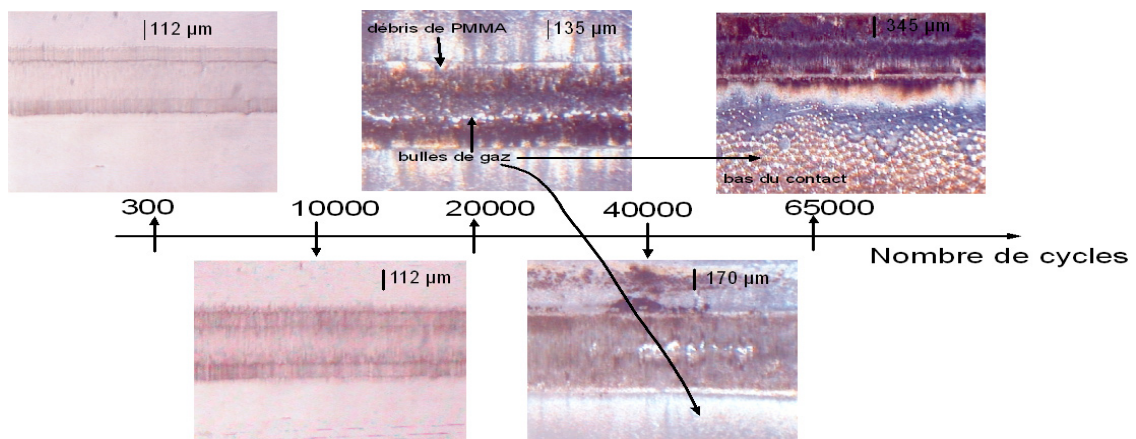 112 µm
débris de PMMA
135 µm
345 µm
bulles de gaz
bas du contact
300
10000
20000
40000
65000
Nombre de cycles
112 µm
170 µm